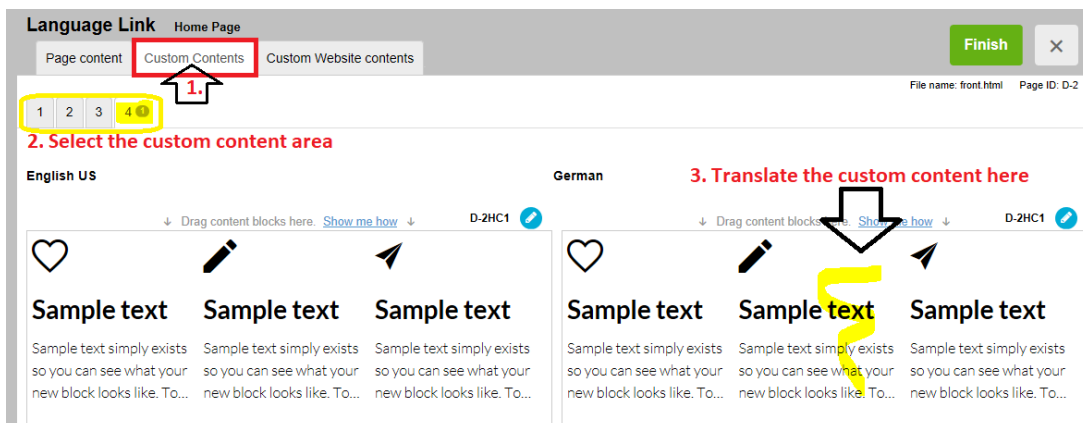 Language Link Home Page
Finish ×
Page content Custom Contents Custom Website contents
1.
File name: front.html Page ID: D-2
1 2 3 4 1
2. Select the custom content area
English US German 3. Translate the custom content here
↓ Drag content blocks here. Show me how ↓ D-2HC1 ↓ Drag content blocks here. Show me how ↓ D-2HC1
Sample text Sample text Sample text Sample text Sample text Sample text
Sample text simply exists Sample text simply exists Sample text simply exists Sample text simply exists Sample text simply exists Sample text simply exists
so you can see what your so you can see what your so you can see what your so you can see what your so you can see what your so you can see what your
new block looks like. To... new block looks like. To... new block looks like. To... new block looks like. To... new block looks like. To... new block looks like. To...